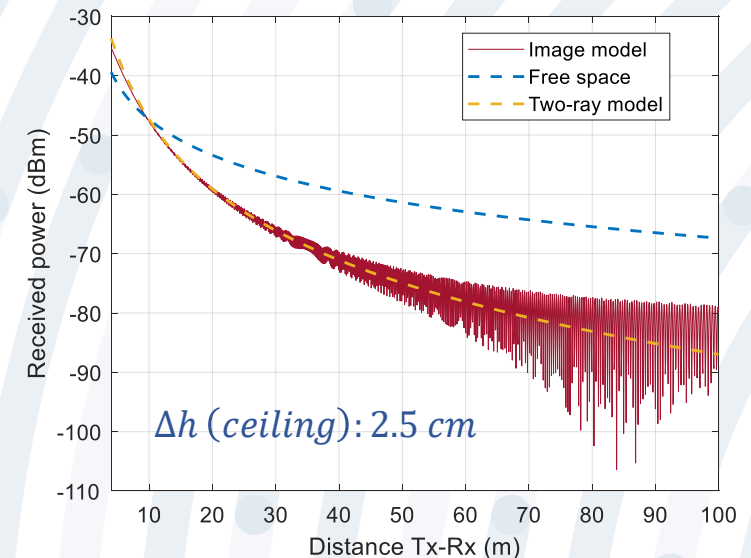 -30
-40
-50
-60
-70
-80
-90
-100
-110
Received power (dBm)
Image model
Free space
Two-ray model
Δh (ceiling): 2.5 cm
10 20 30 40 50 60 70 80 90 100
Distance Tx-Rx (m)